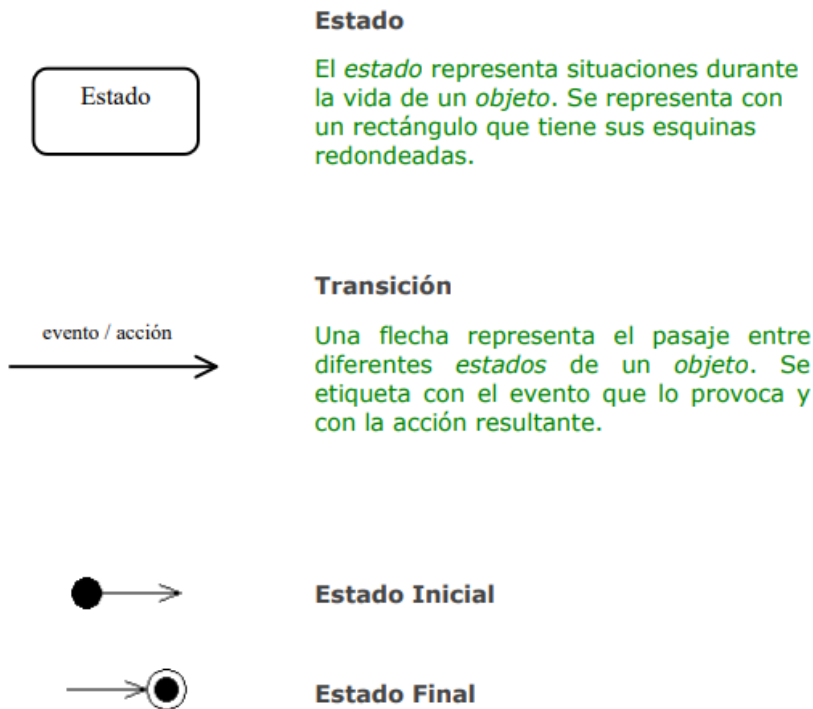 Estado
Estado
El estado representa situaciones durante
la vida de un objeto. Se representa con
un rectángulo que tiene sus esquinas
redondeadas.
Transición
evento / acción
Una flecha representa el pasaje entre
diferentes estados de un objeto. Se
etiqueta con el evento que lo provoca y
con la acción resultante.
Estado Inicial
Estado Final